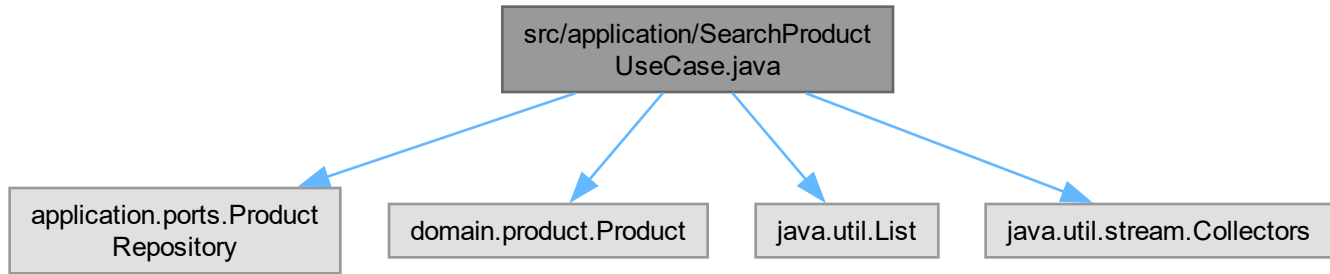 src/application/SearchProduct
UseCase.java
application.ports.Product
Repository
domain.product.Product
java.util.List
java.util.stream.Collectors